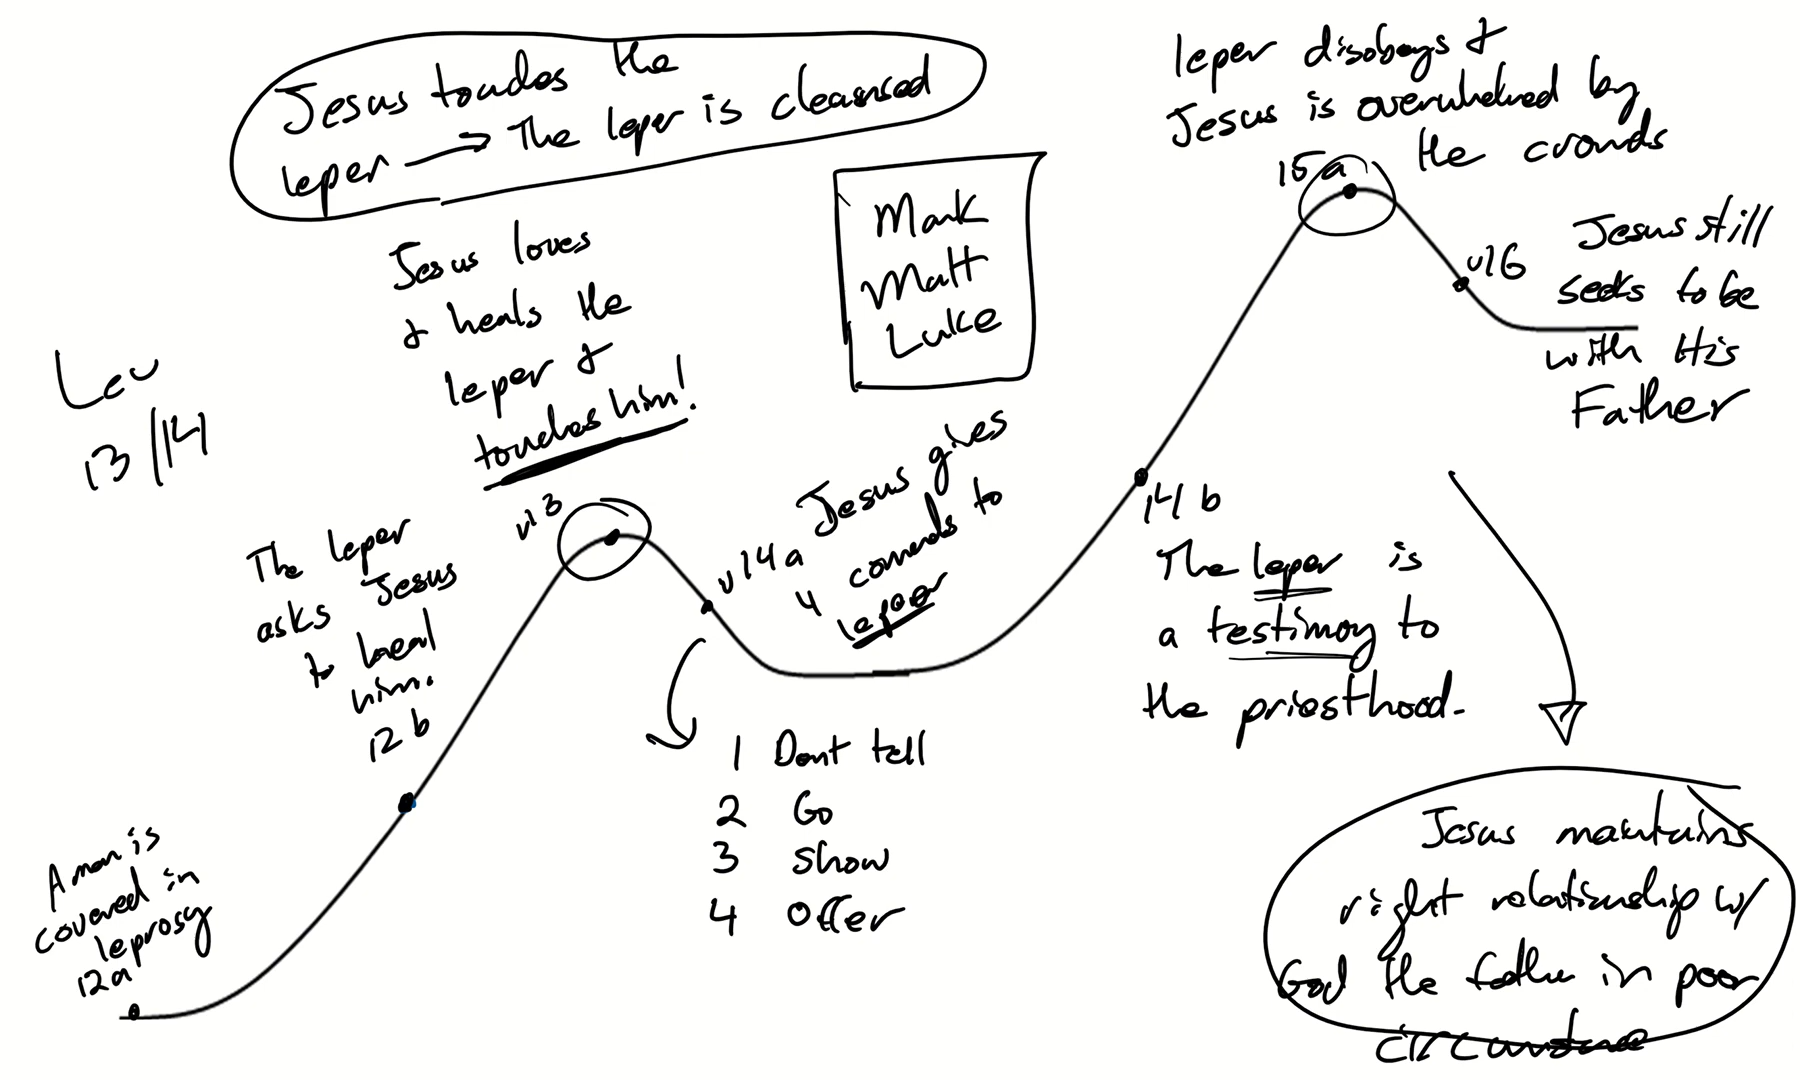 Jesus touches the
leper → The leper is cleansed
Mark
Matt
Luke
Lev
13/14
A man is
covered in
leprosy
12a
The leper
asks Jesus
to heal
him.
12b
Jesus loves
& heals the
leper &
touches him!
v13
v14a
Jesus gives
4 comends to
leper
1 Dont tell
2 Go
3 Show
4 Offer
14b
The leper is
a testimoy to
the priesthood.
leper disobeys &
Jesus is overwhelmed by
the crowds
15a
v16
Jesus still
seeks to be
with His
Father
Jesus maintains
right relationship w/
God the father in poor